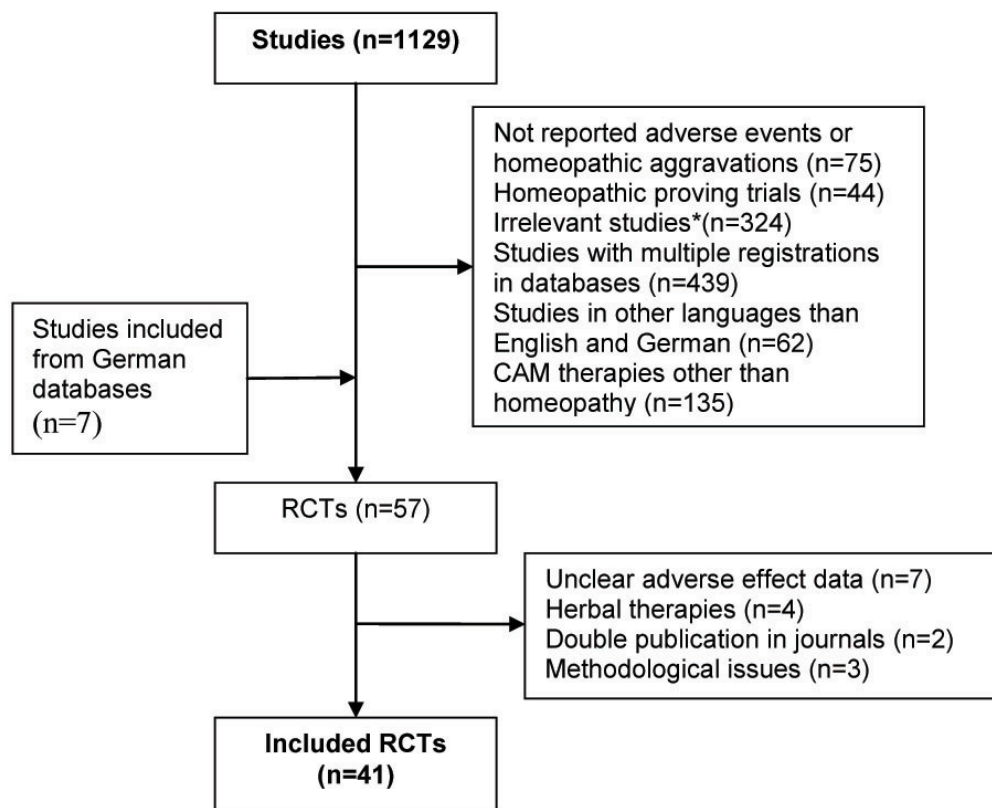 Studies (n=1129)
Not reported adverse events or
homeopathic aggravations (n=75)
Homeopathic proving trials (n=44)
Irrelevant studies*(n=324)
Studies with multiple registrations
in databases (n=439)
Studies in other languages than
English and German (n=62)
CAM therapies other than
homeopathy (n=135)
Studies included
from German
databases
(n=7)
RCTs (n=57)
Unclear adverse effect data (n=7)
Herbal therapies (n=4)
Double publication in journals (n=2)
Methodological issues (n=3)
Included RCTs
(n=41)